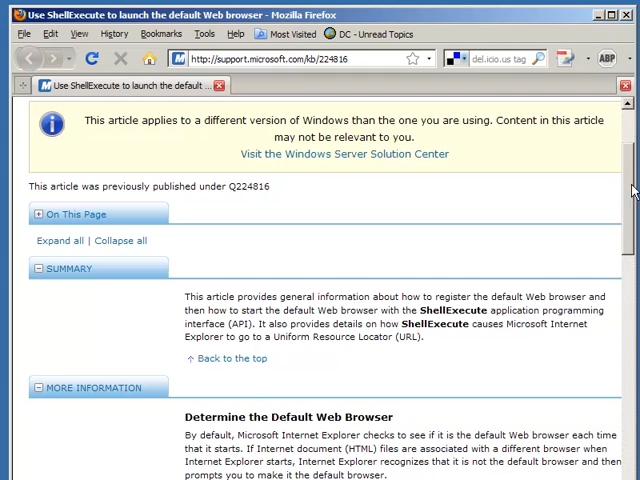 Use ShellExecute to launch the default Web browser - Mozilla Firefox
File Edit View History Bookmarks Tools Help Most Visited DC - Unread Topics
http://support.microsoft.com/kb/224816 del.icio.us tag ABP
Use ShellExecute to launch the default ...
This article applies to a different version of Windows than the one you are using. Content in this article
may not be relevant to you.
Visit the Windows Server Solution Center
This article was previously published under Q224816
On This Page
Expand all | Collapse all
SUMMARY
This article provides general information about how to register the default Web browser and
then how to start the default Web browser with the ShellExecute application programming
interface (API). It also provides details on how ShellExecute causes Microsoft Internet
Explorer to go to a Uniform Resource Locator (URL).
Back to the top
MORE INFORMATION
Determine the Default Web Browser
By default, Microsoft Internet Explorer checks to see if it is the default Web browser each time
that it starts. If Internet document (HTML) files are associated with a different browser when
Internet Explorer starts, Internet Explorer recognizes that it is not the default browser and then
prompts you to make it the default browser.